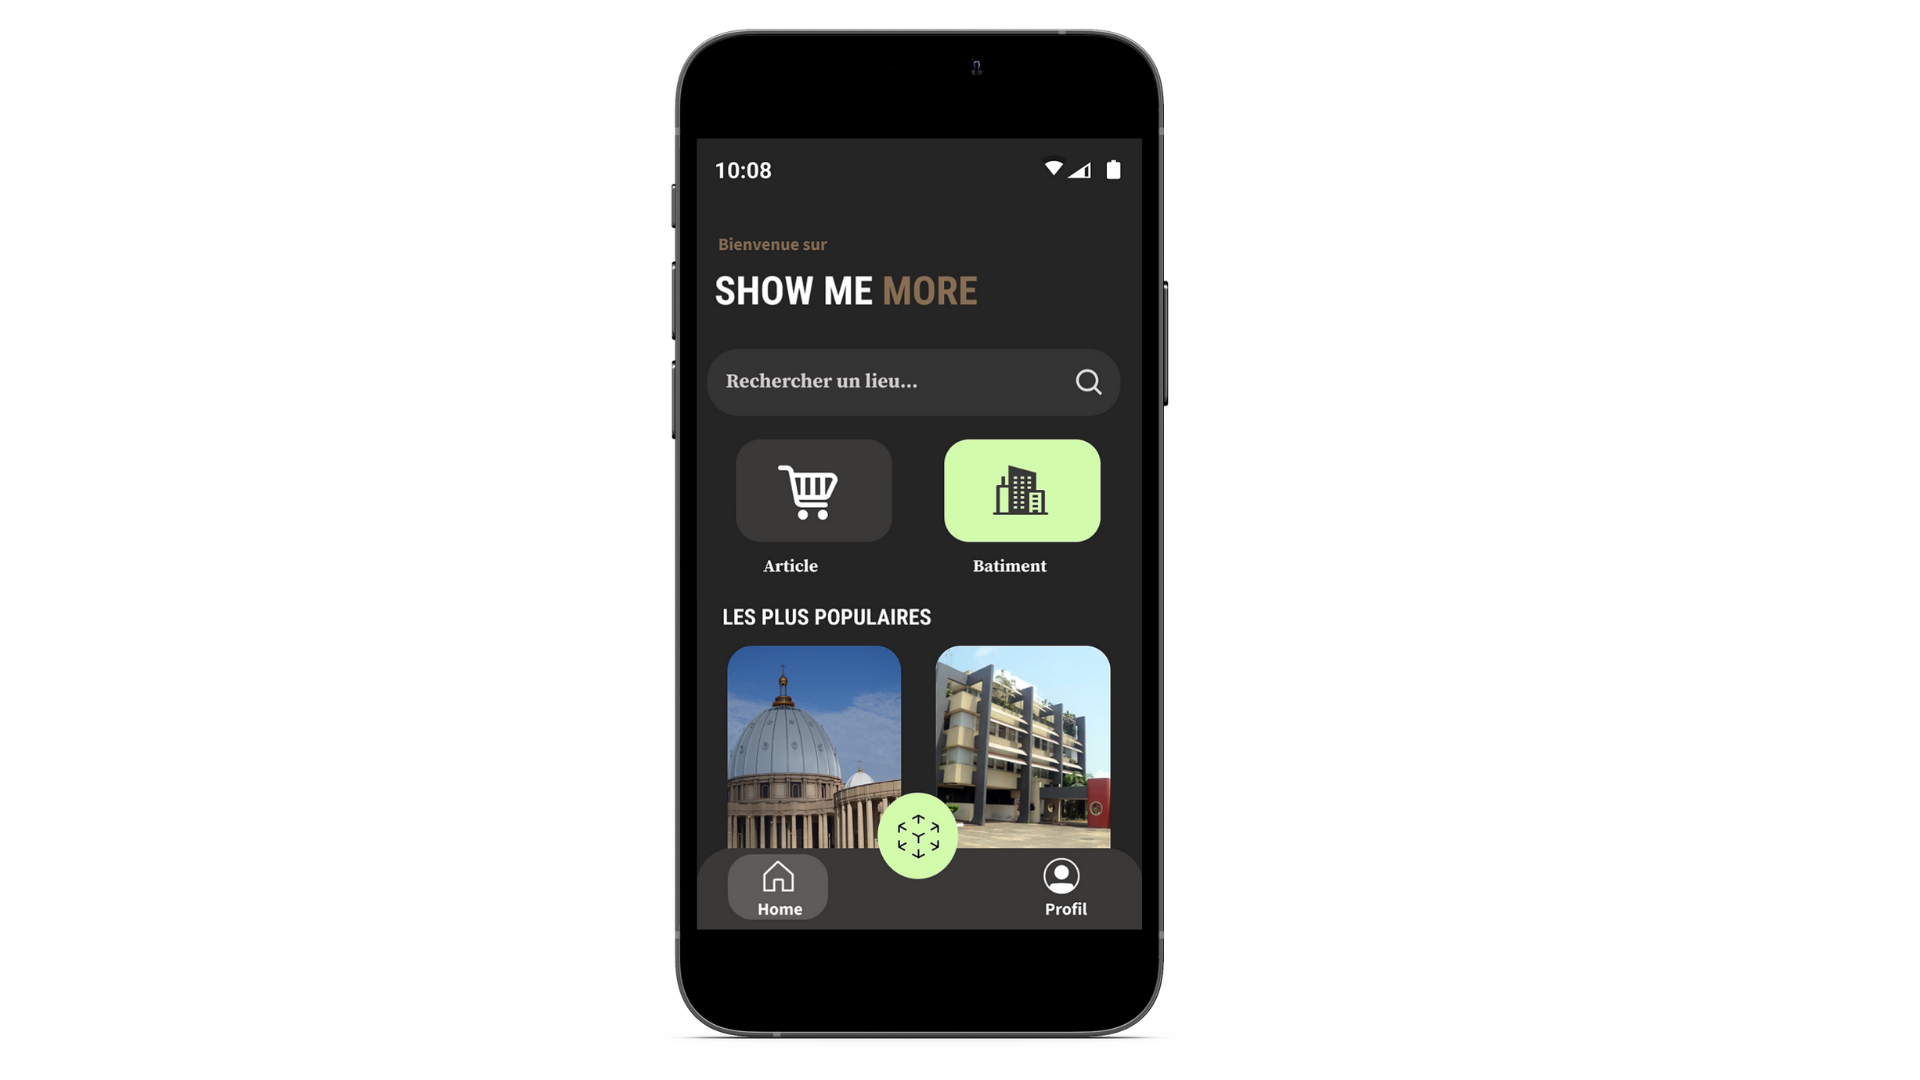 10:08
Bienvenue sur
SHOW ME MORE
Rechercher un lieu...
Article
Batiment
LES PLUS POPULAIRES
Home
Profil